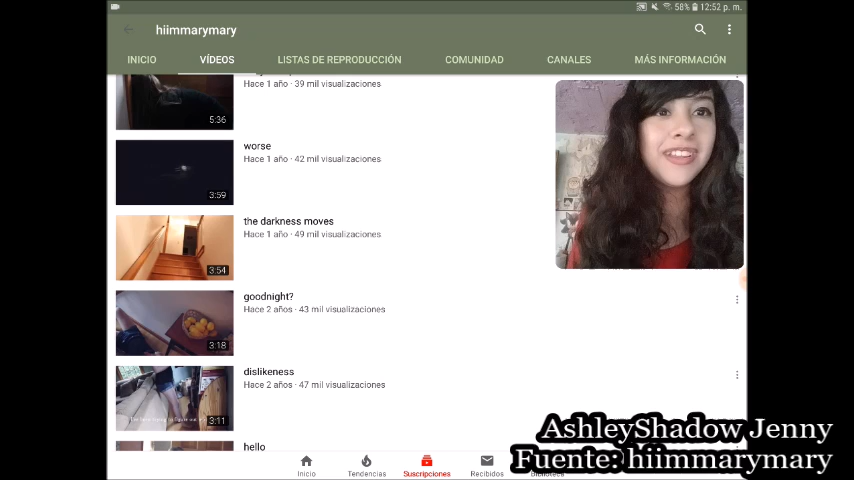 58% 12:52 p. m.
hiimmarymary
INICIO VÍDEOS LISTAS DE REPRODUCCIÓN COMUNIDAD CANALES MÁS INFORMACIÓN
Hace 1 año · 39 mil visualizaciones
5:36
worse
Hace 1 año · 42 mil visualizaciones
3:59
the darkness moves
Hace 1 año · 49 mil visualizaciones
3:54
goodnight?
Hace 2 años · 43 mil visualizaciones
3:18
dislikeness
Hace 2 años · 47 mil visualizaciones
3:11
hello
AshleyShadow Jenny
Fuente: hiimmarymary
Inicio Tendencias Suscripciones Recibidos